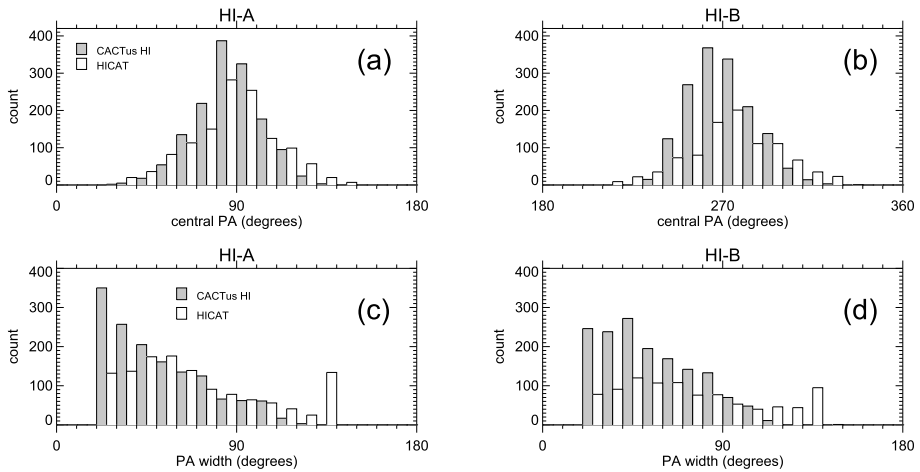 HI-A
HI-B
400
300
200
100
0
count
CACTus HI
HICAT
(a)
0
90
180
central PA (degrees)
400
300
200
100
0
count
(b)
180
270
360
central PA (degrees)
HI-A
HI-B
400
300
200
100
0
count
CACTus HI
HICAT
(c)
0
90
180
PA width (degrees)
400
300
200
100
0
count
(d)
0
90
180
PA width (degrees)